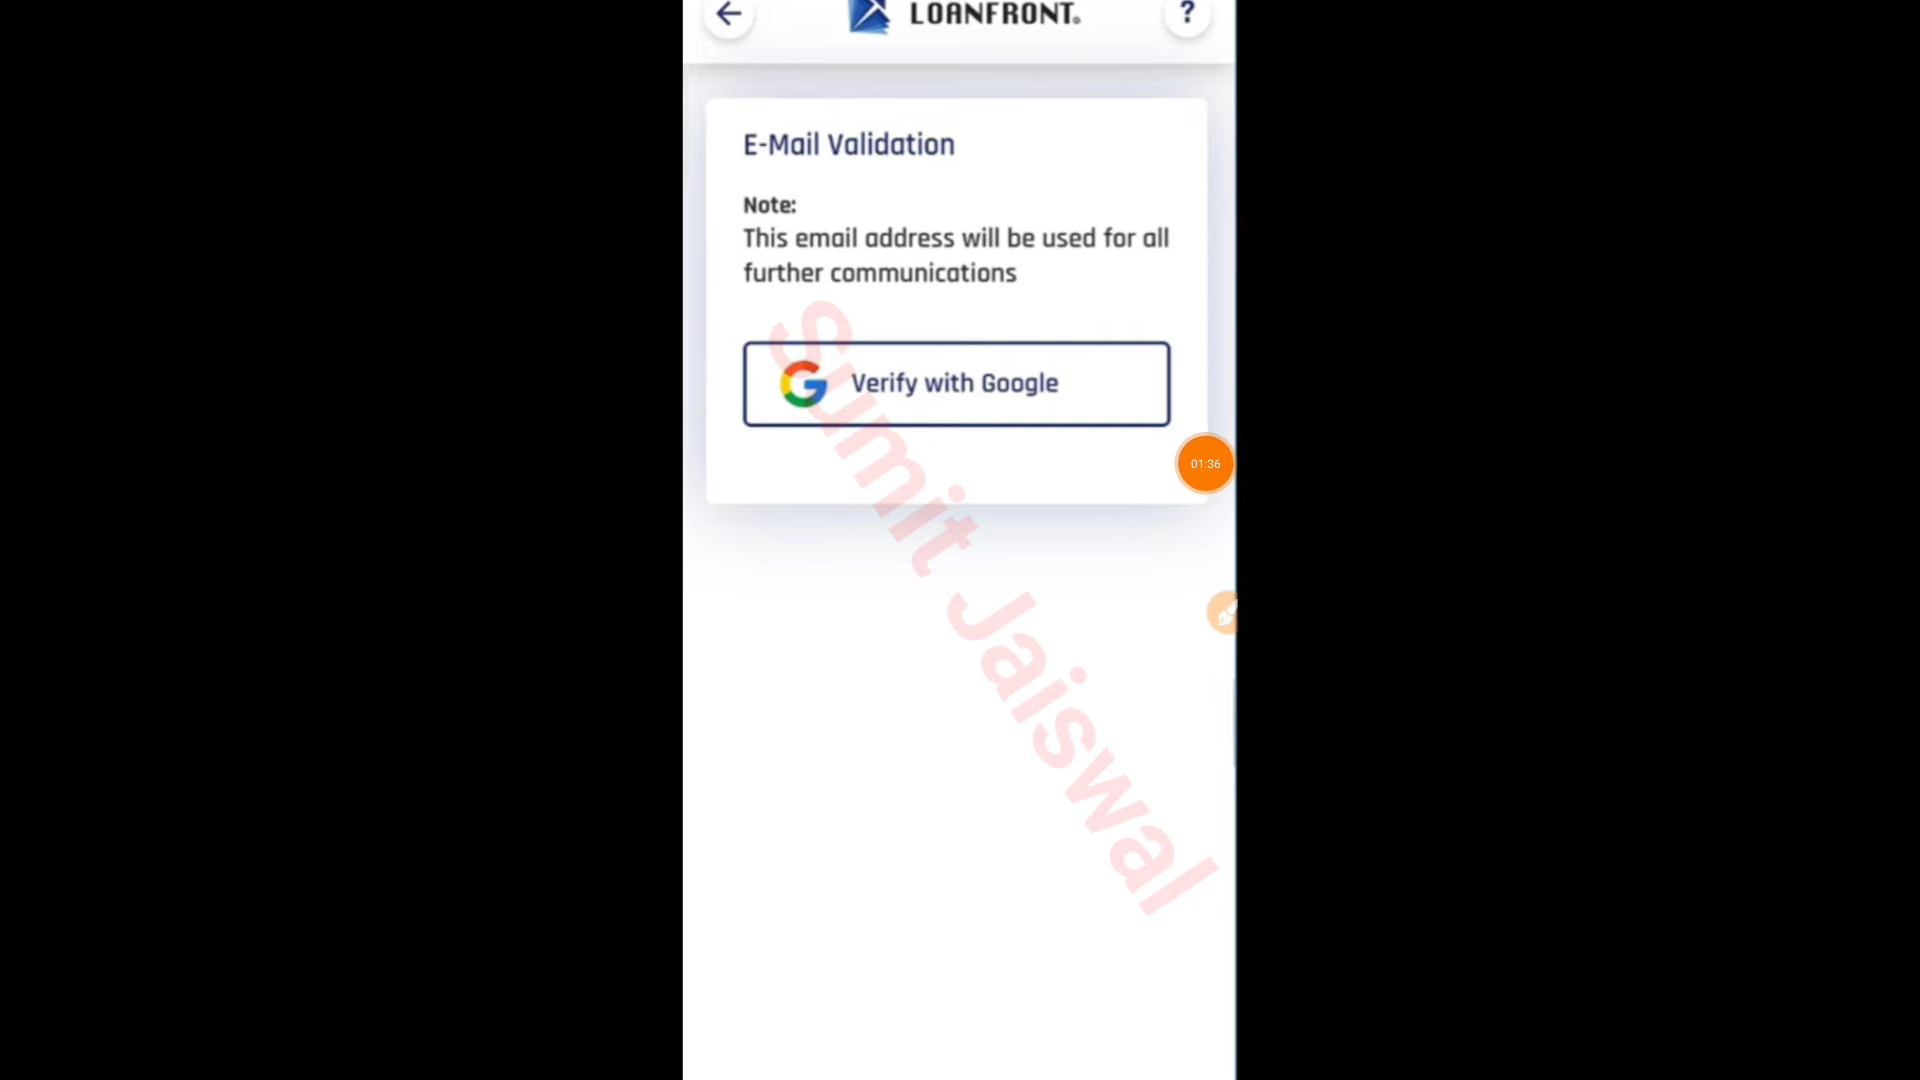 LOANFRONT®
?
E-Mail Validation
Note:
This email address will be used for all
further communications
Verify with Google
01:36
Sumit Jaiswal